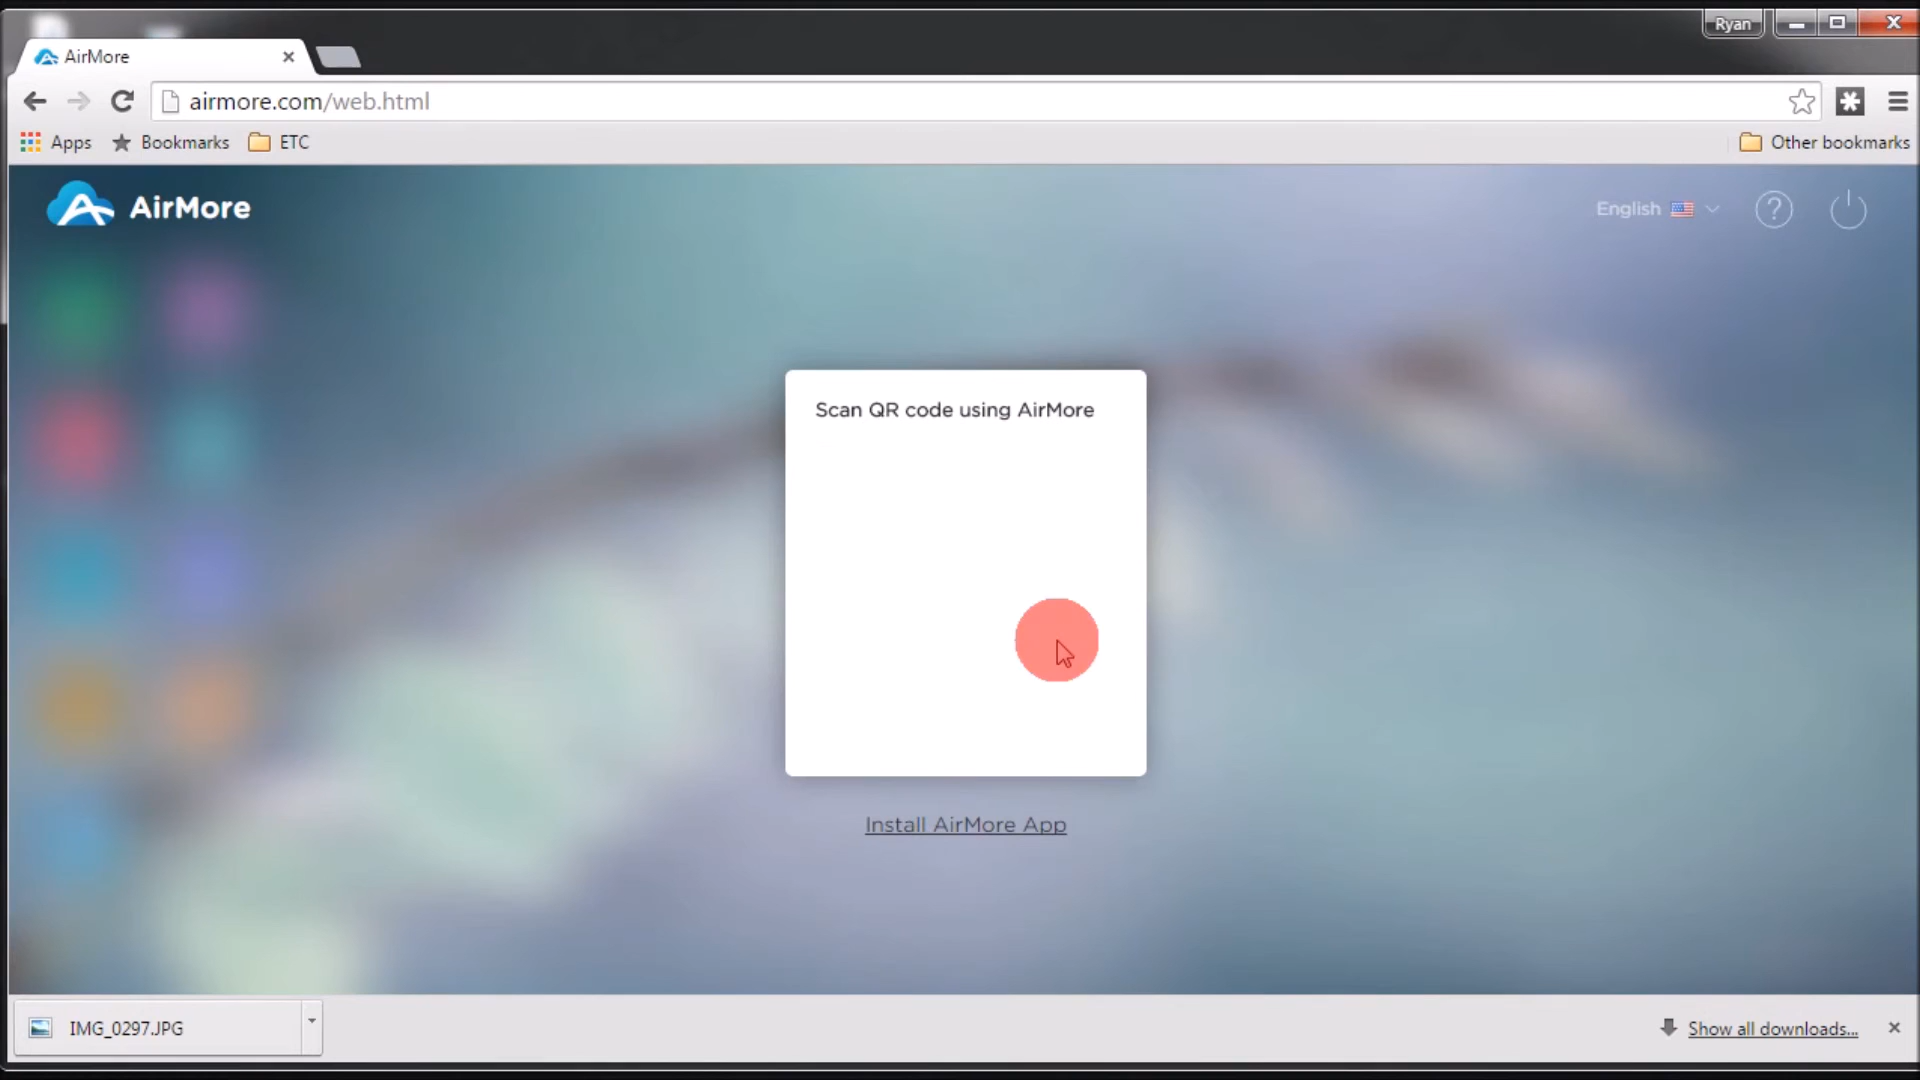 Ryan
AirMore
airmore.com/web.html
Apps Bookmarks ETC Other bookmarks
AirMore English
Scan QR code using AirMore
Install AirMore App
IMG_0297.JPG Show all downloads...